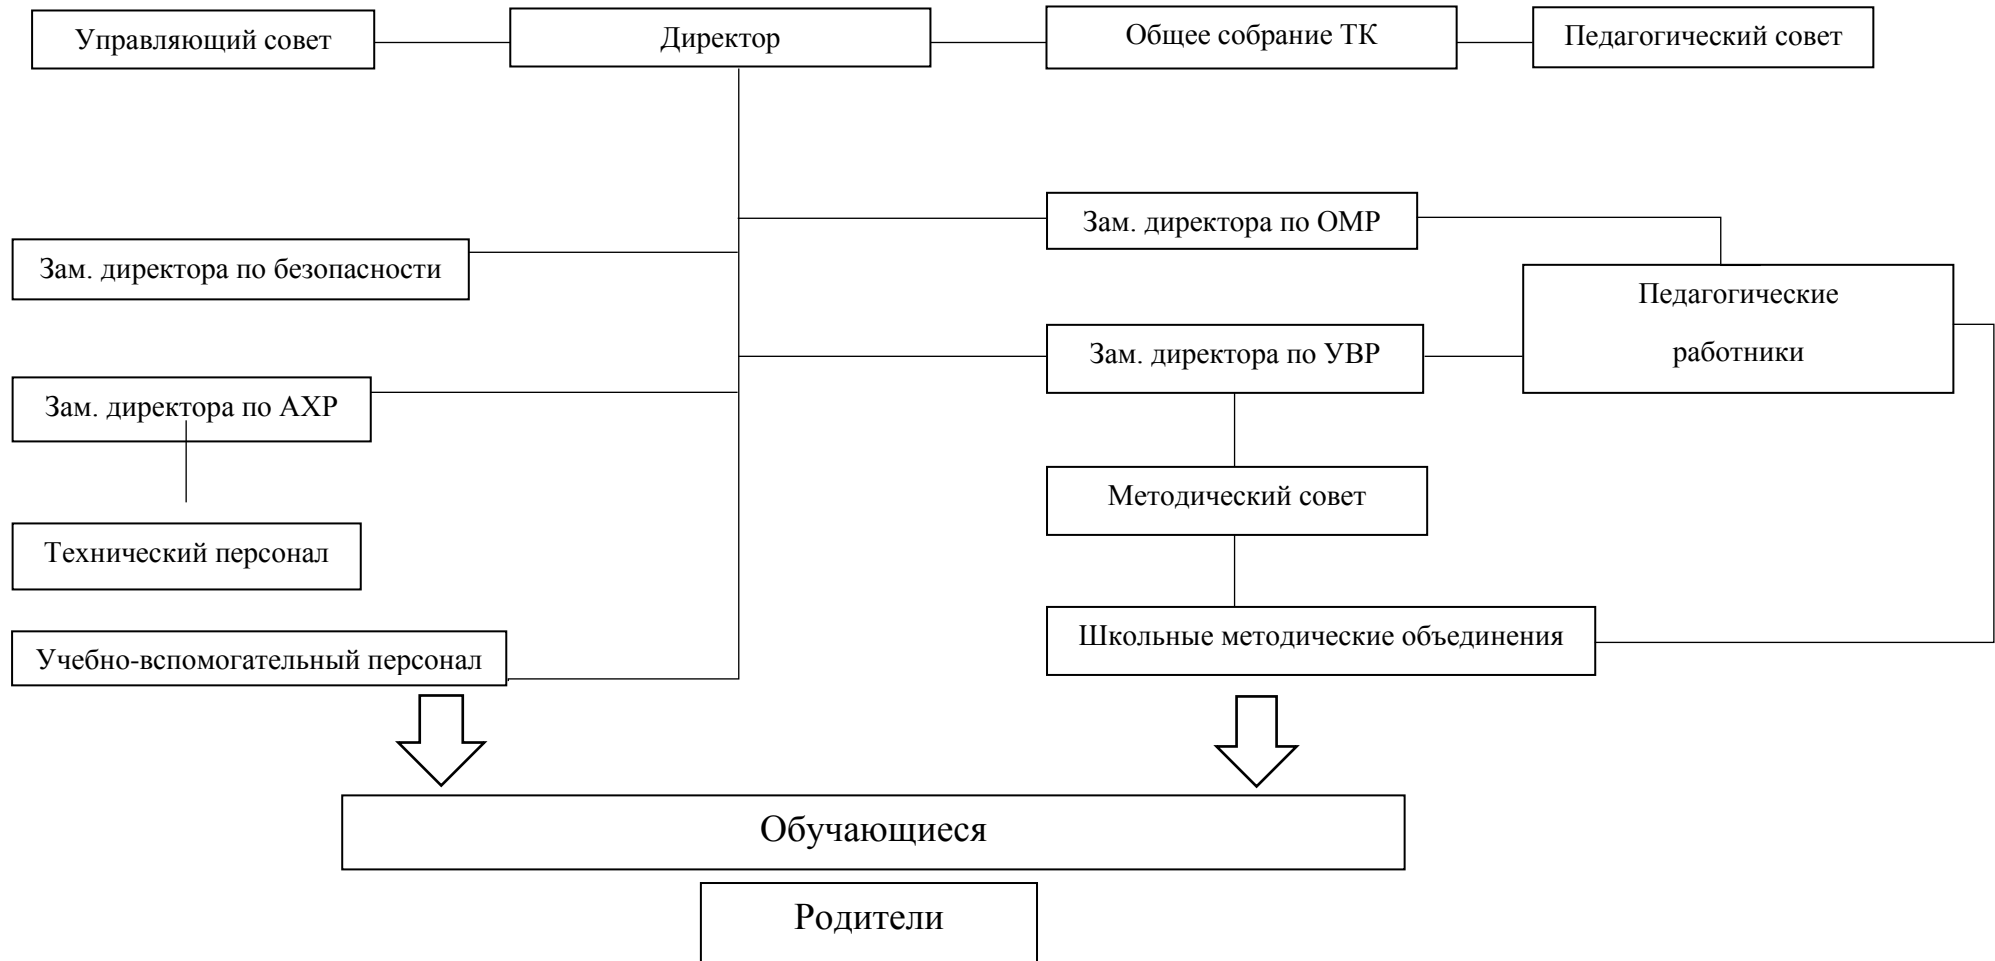 Управляющий совет
Директор
Общее собрание ТК
Педагогический совет
Зам. директора по ОМР
Зам. директора по безопасности
Педагогические
работники
Зам. директора по УВР
Зам. директора по АХР
Методический совет
Технический персонал
Школьные методические объединения
Учебно-вспомогательный персонал
Обучающиеся
Родители